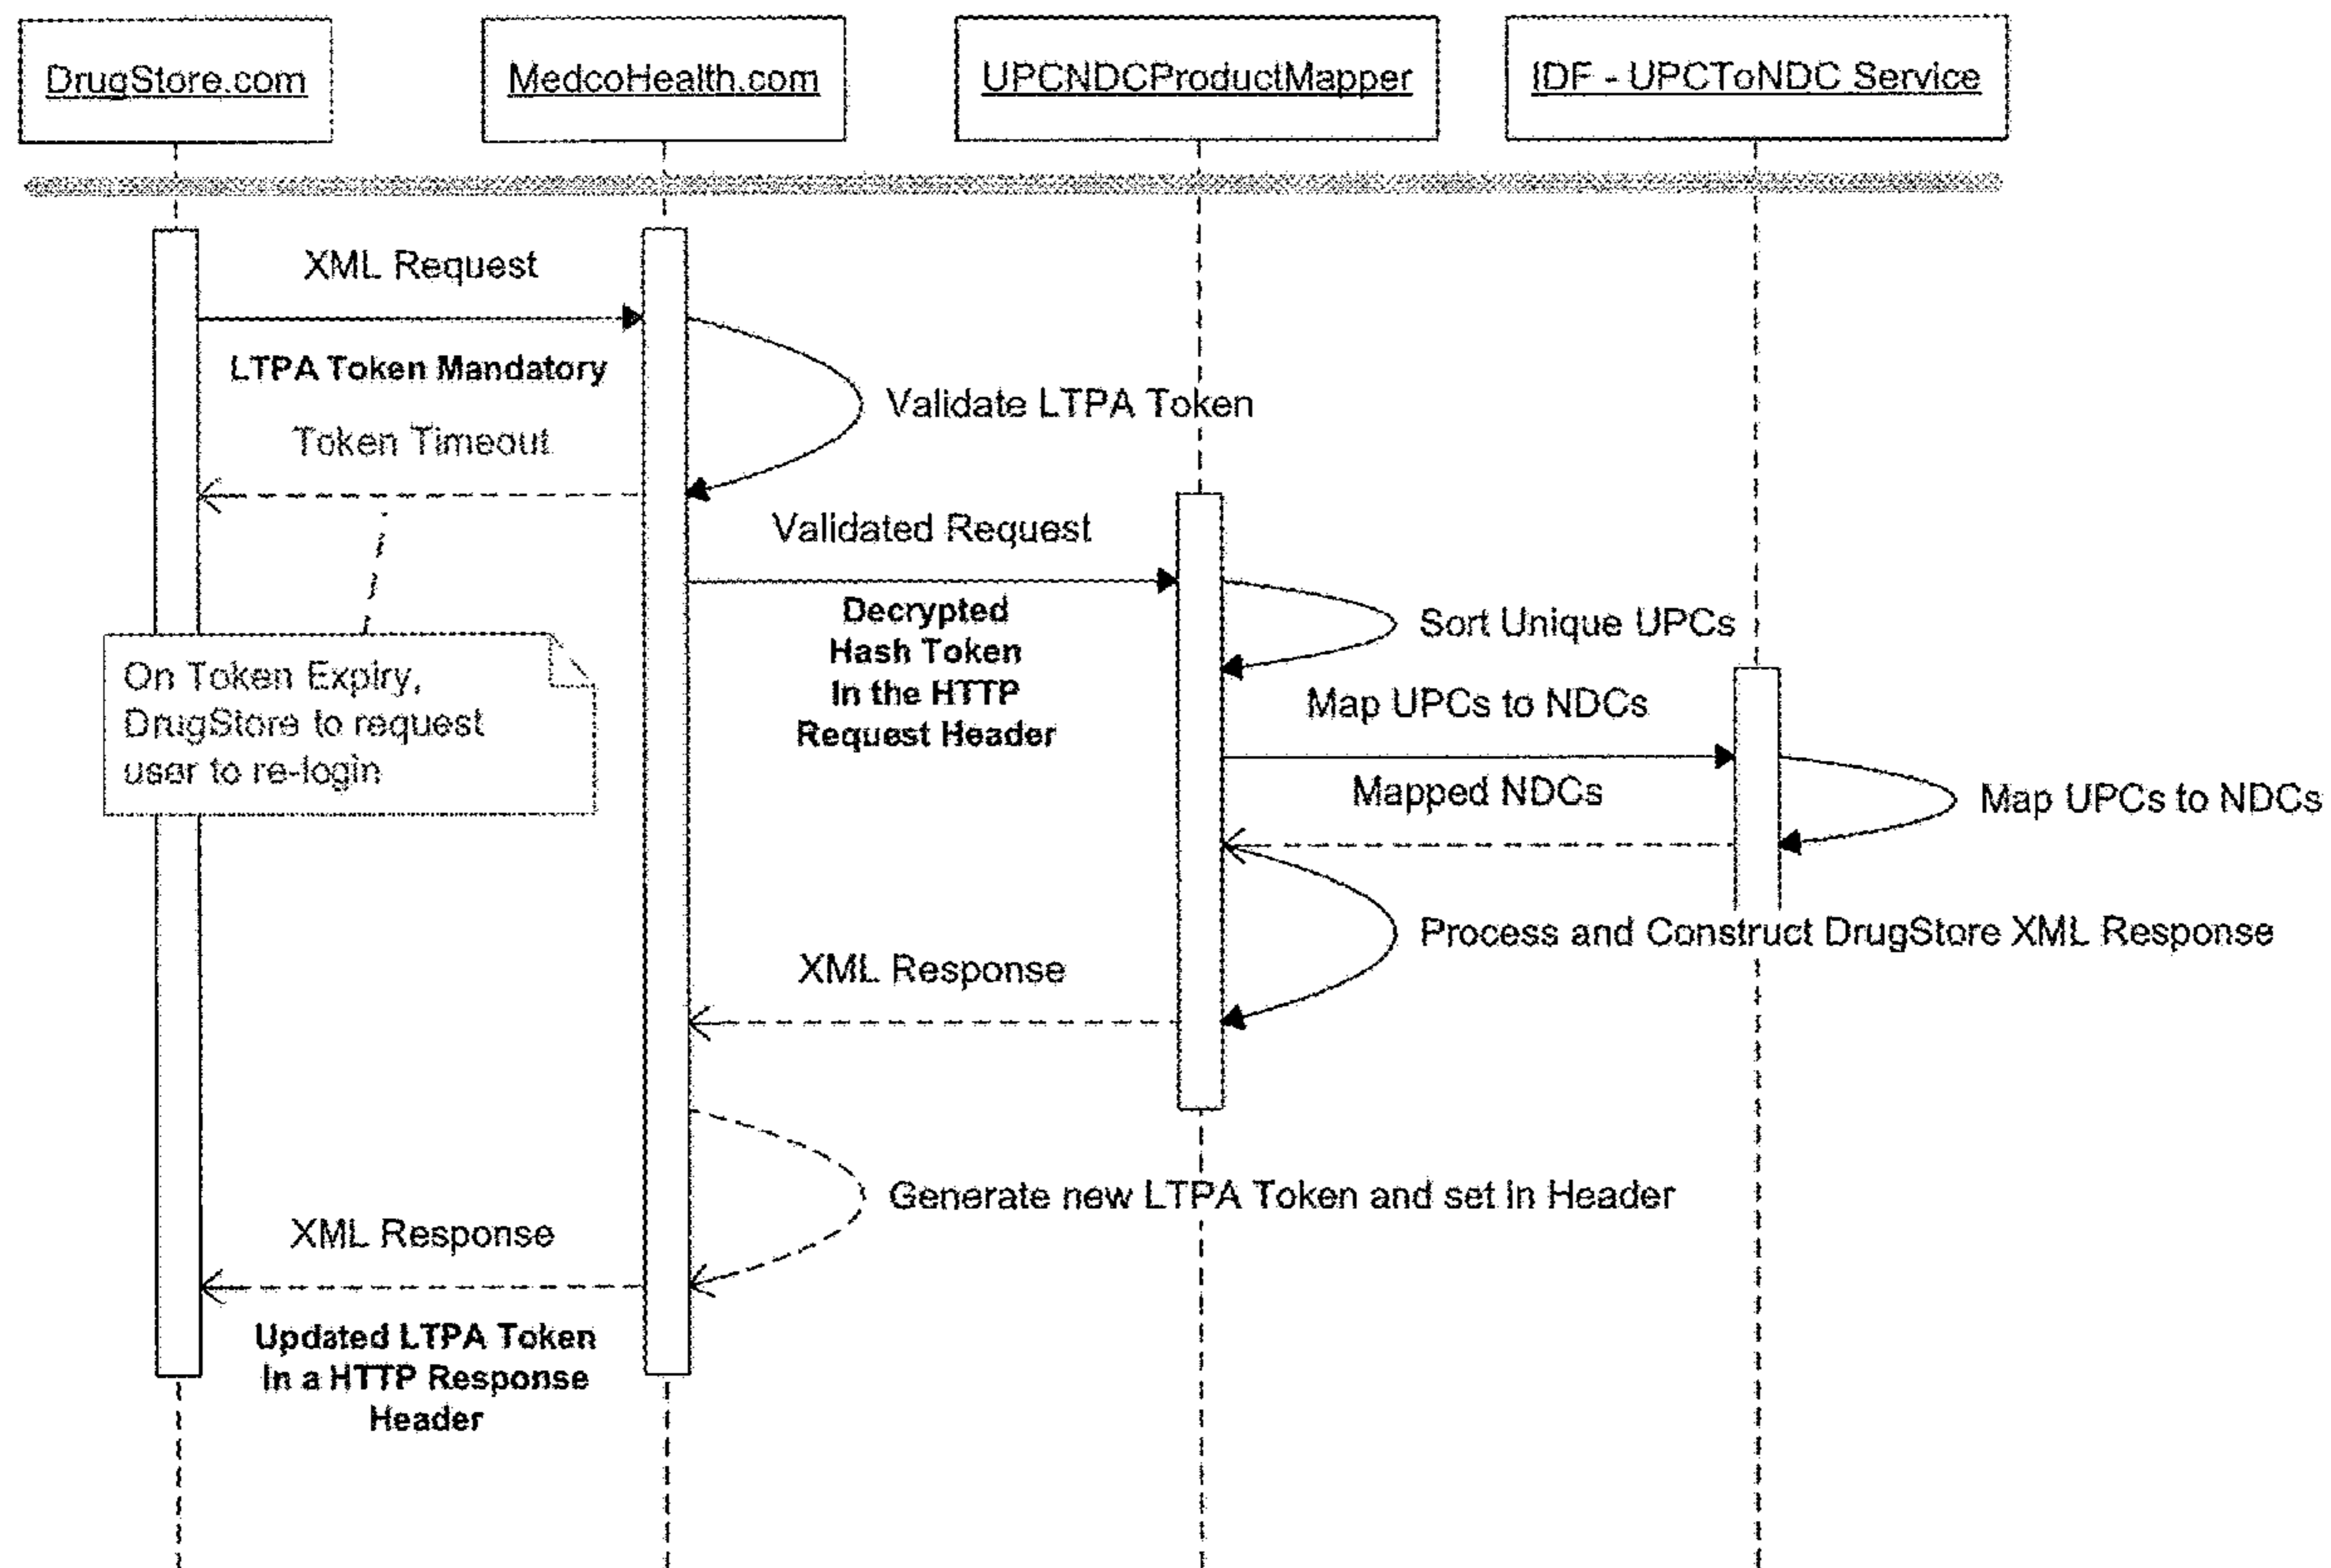 DrugStore.com
MedcoHealth.com
UPCNDCProductMapper
IDF - UPCToNDC Service
XML Request
LTPA Token Mandatory
Validate LTPA Token
Token Timeout
Validated Request
Decrypted
Hash Token
In the HTTP
Request Header
Sort Unique UPCs
On Token Expiry,
DrugStore to request
user to re-login
Map UPCs to NDCs
Mapped NDCs
Map UPCs to NDCs
Process and Construct DrugStore XML Response
XML Response
Generate new LTPA Token and set in Header
XML Response
Updated LTPA Token
In a HTTP Response
Header